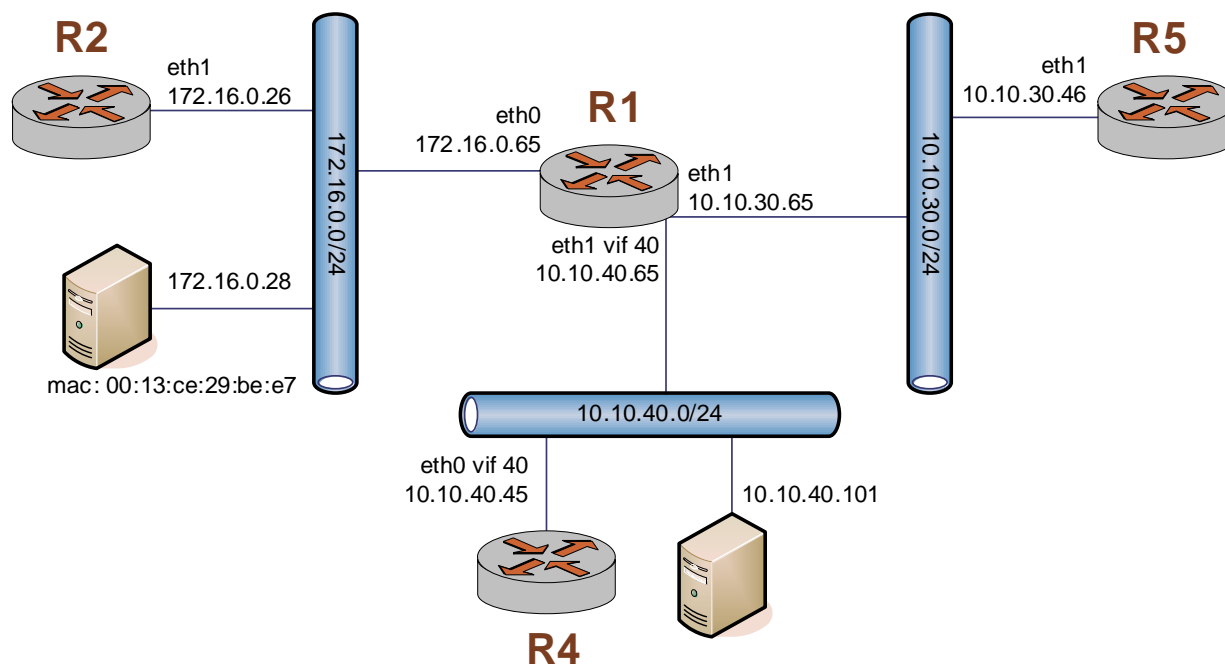 R2
eth1
172.16.0.26
172.16.0.28
mac: 00:13:ce:29:be:e7
172.16.0.0/24
R1
eth0
172.16.0.65
eth1
10.10.30.65
eth1 vif 40
10.10.40.65
10.10.30.0/24
R5
eth1
10.10.30.46
10.10.40.0/24
eth0 vif 40
10.10.40.45
R4
10.10.40.101